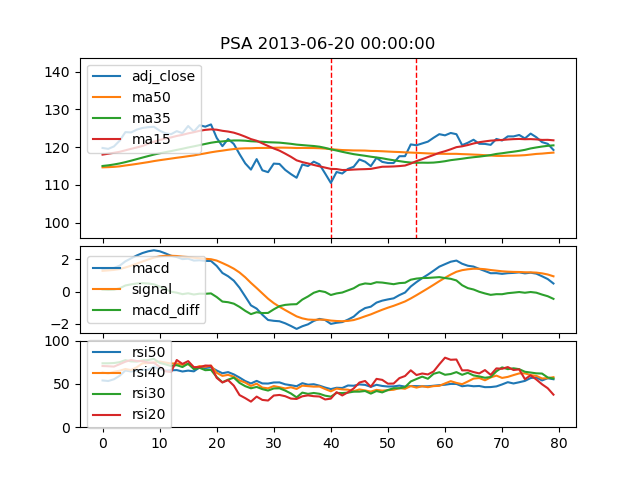 PSA 2013-06-20 00:00:00
140
130
120
110
100
adj_close
ma50
ma35
ma15
2
0
−2
macd
signal
macd_diff
100
50
0
rsi50
rsi40
rsi30
rsi20
0 10 20 30 40 50 60 70 80